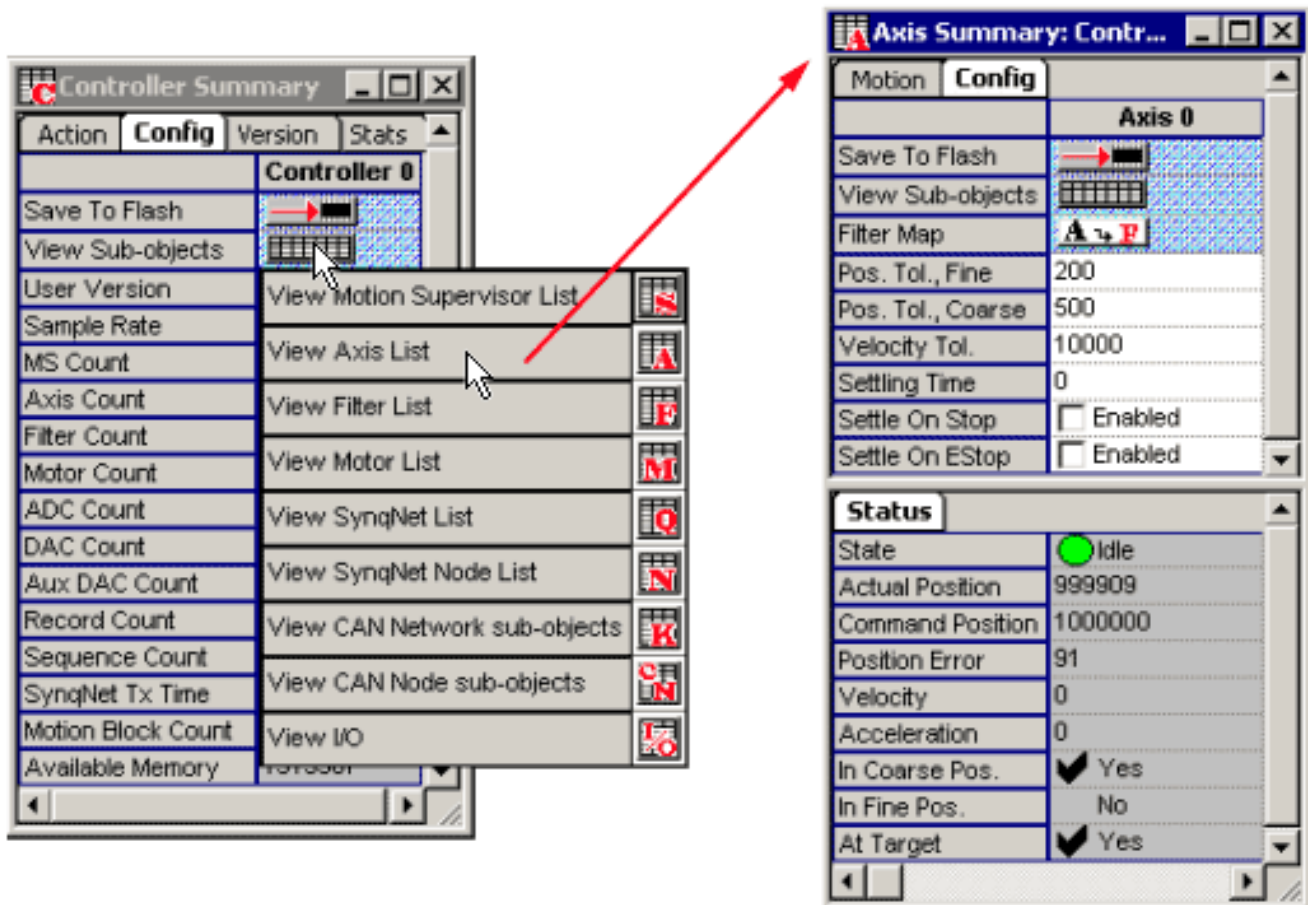 Controller Summary
Action Config Version Stats
Controller 0
Save To Flash
View Sub-objects
User Version
Sample Rate
MS Count
Axis Count
Filter Count
Motor Count
ADC Count
DAC Count
Aux DAC Count
Record Count
Sequence Count
SynqNet Tx Time
Motion Block Count
Available Memory
View Motion Supervisor List S
View Axis List A
View Filter List F
View Motor List M
View SynqNet List Q
View SynqNet Node List N
View CAN Network sub-objects K
View CAN Node sub-objects CN
View I/O I/O
Axis Summary: Contr...
Motion Config
Axis 0
Save To Flash
View Sub-objects
Filter Map A F
Pos. Tol., Fine 200
Pos. Tol., Coarse 500
Velocity Tol. 10000
Settling Time 0
Settle On Stop Enabled
Settle On EStop Enabled
Status
State Idle
Actual Position 999909
Command Position 1000000
Position Error 91
Velocity 0
Acceleration 0
In Coarse Pos. Yes
In Fine Pos. No
At Target Yes